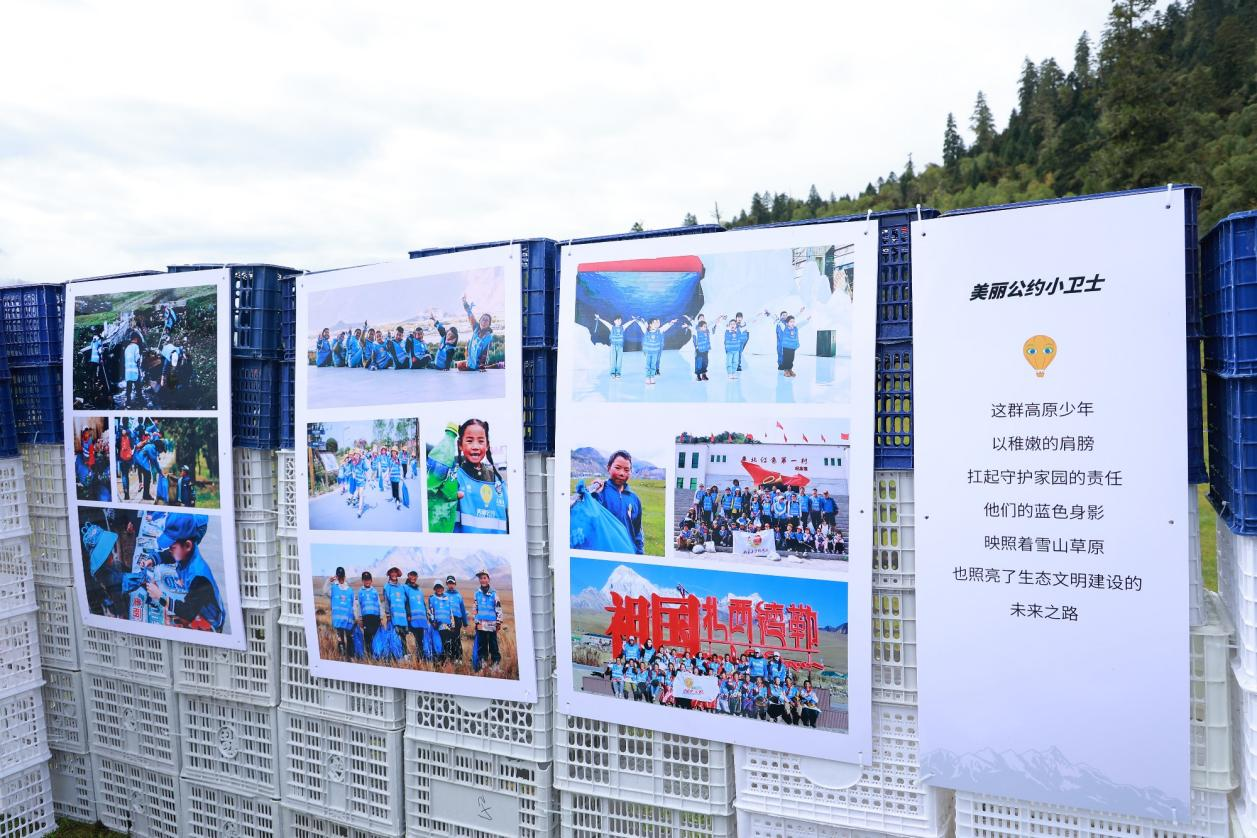 美丽公约小卫士
这群高原少年
以稚嫩的肩膀
扛起守护家园的责任
他们的蓝色身影
映照着雪山草原
也照亮了生态文明建设的
未来之路
祖国扎西德勒